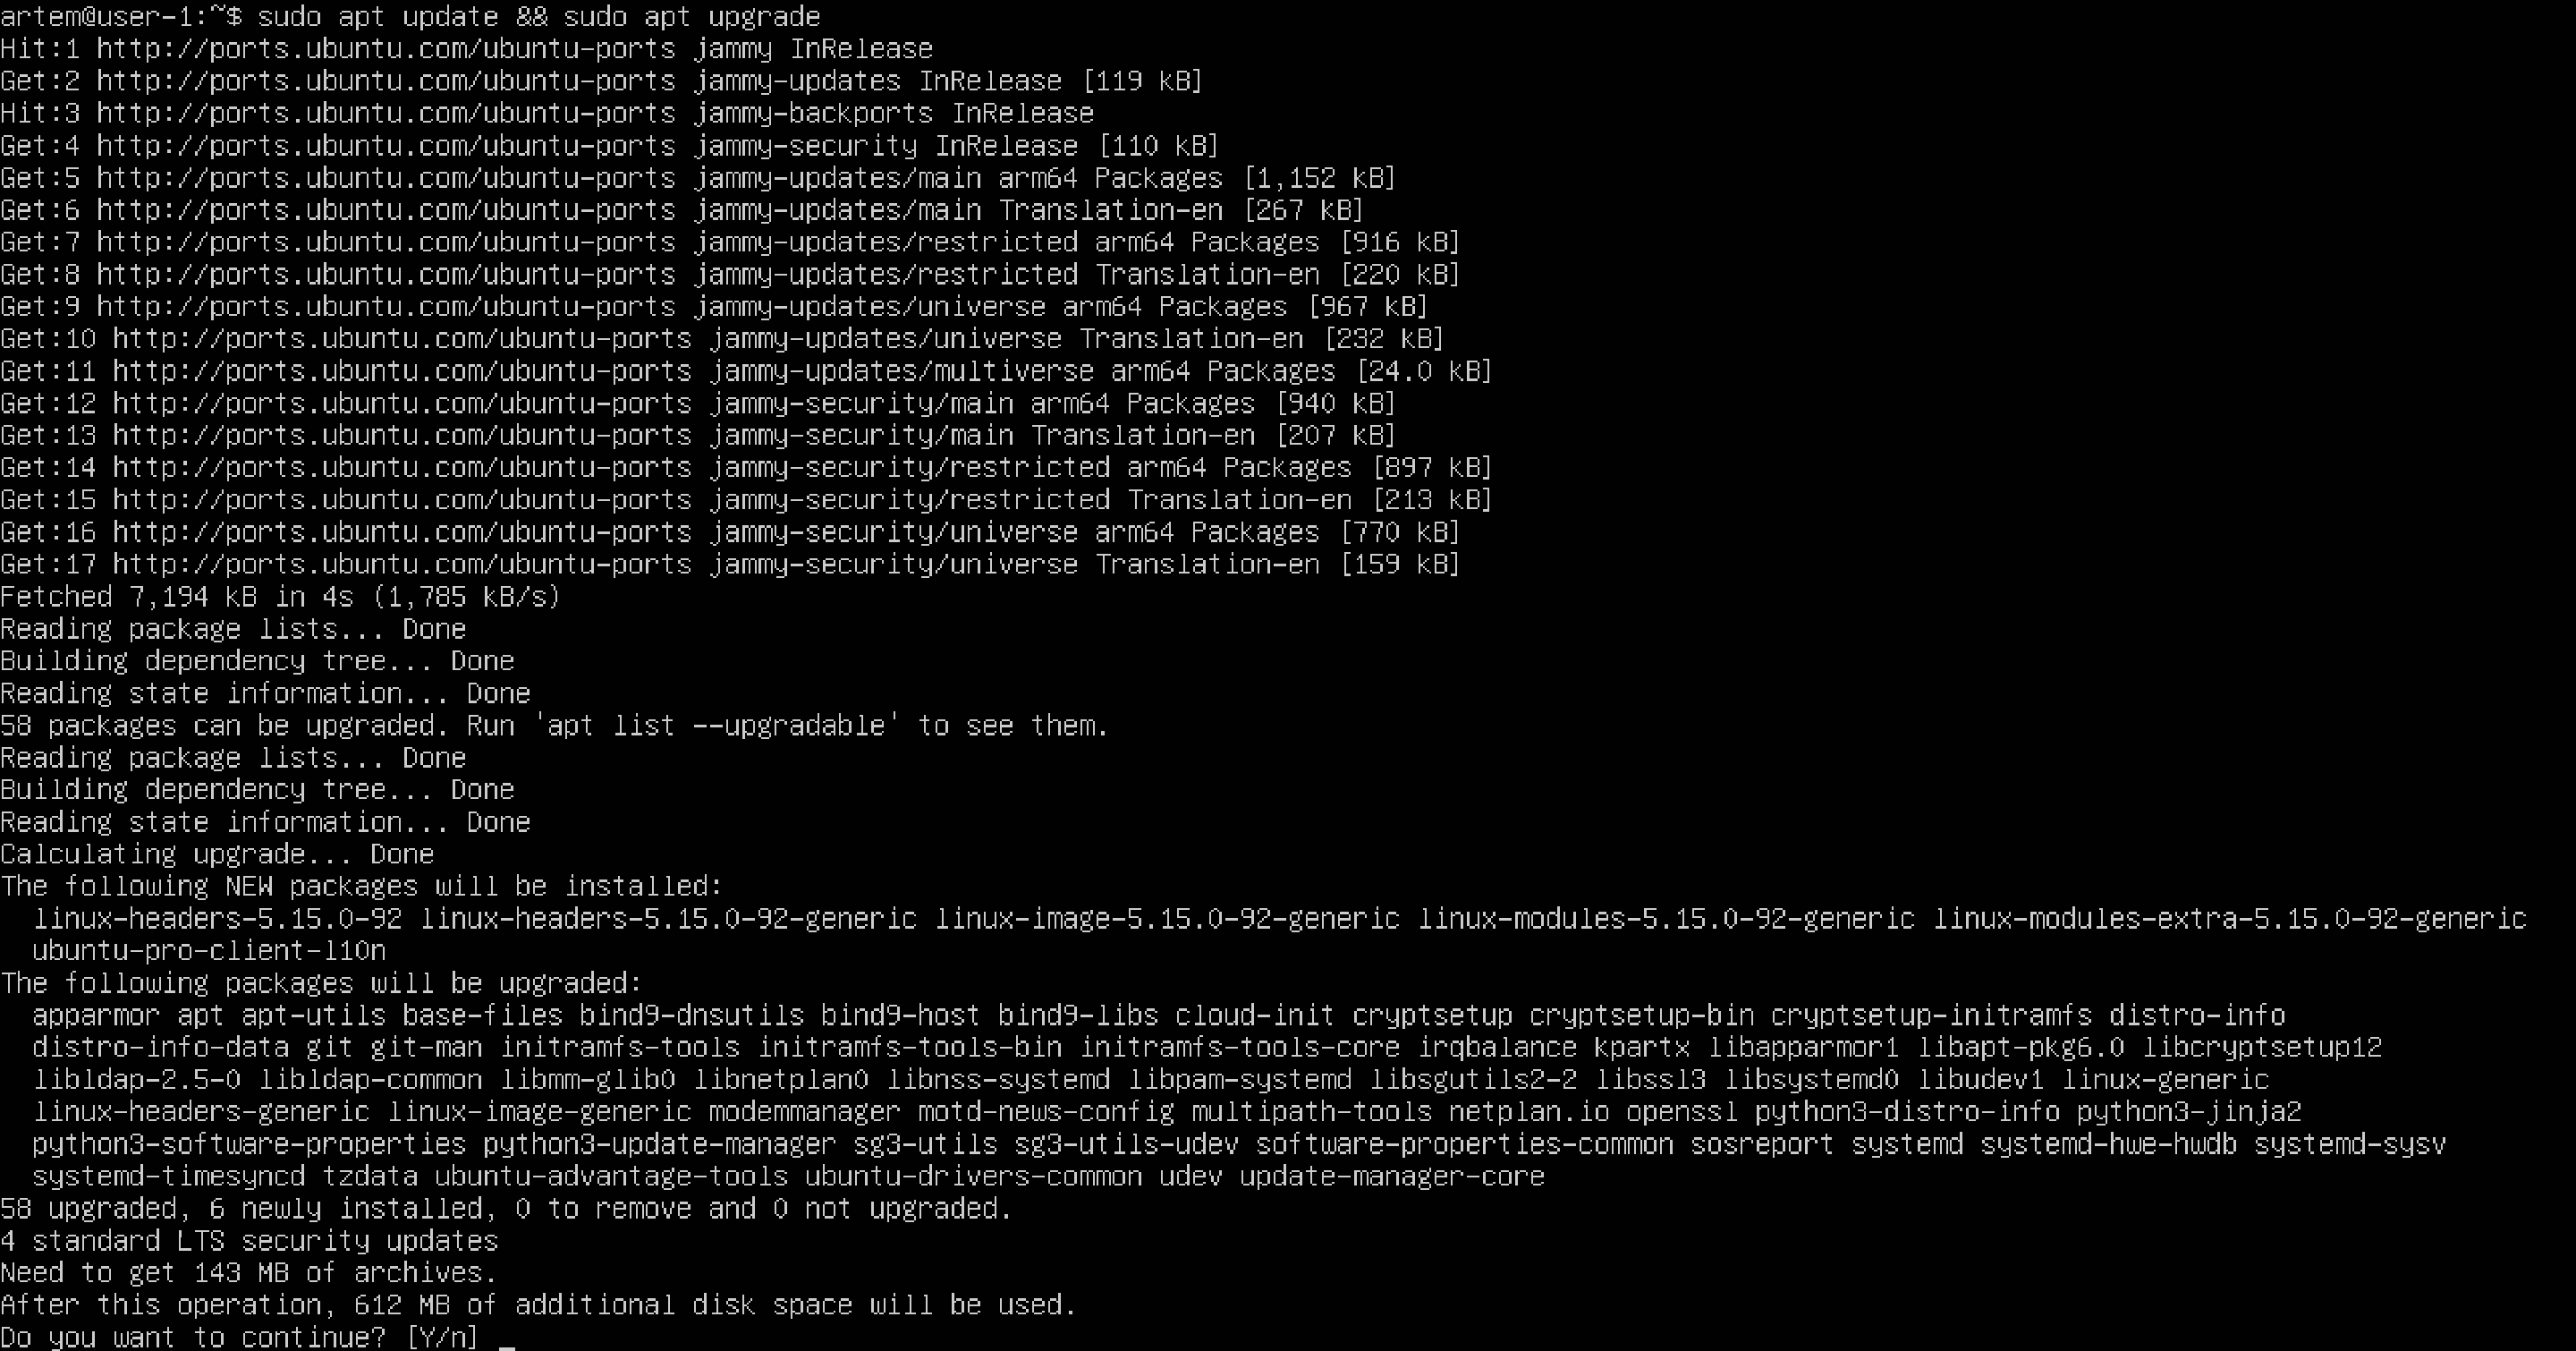 artem@user-1:~$ sudo apt update && sudo apt upgrade
Hit:1 http://ports.ubuntu.com/ubuntu-ports jammy InRelease
Get:2 http://ports.ubuntu.com/ubuntu-ports jammy-updates InRelease [119 kB]
Hit:3 http://ports.ubuntu.com/ubuntu-ports jammy-backports InRelease
Get:4 http://ports.ubuntu.com/ubuntu-ports jammy-security InRelease [110 kB]
Get:5 http://ports.ubuntu.com/ubuntu-ports jammy-updates/main arm64 Packages [1,152 kB]
Get:6 http://ports.ubuntu.com/ubuntu-ports jammy-updates/main Translation-en [267 kB]
Get:7 http://ports.ubuntu.com/ubuntu-ports jammy-updates/restricted arm64 Packages [916 kB]
Get:8 http://ports.ubuntu.com/ubuntu-ports jammy-updates/restricted Translation-en [220 kB]
Get:9 http://ports.ubuntu.com/ubuntu-ports jammy-updates/universe arm64 Packages [967 kB]
Get:10 http://ports.ubuntu.com/ubuntu-ports jammy-updates/universe Translation-en [232 kB]
Get:11 http://ports.ubuntu.com/ubuntu-ports jammy-updates/multiverse arm64 Packages [24.0 kB]
Get:12 http://ports.ubuntu.com/ubuntu-ports jammy-security/main arm64 Packages [940 kB]
Get:13 http://ports.ubuntu.com/ubuntu-ports jammy-security/main Translation-en [207 kB]
Get:14 http://ports.ubuntu.com/ubuntu-ports jammy-security/restricted arm64 Packages [897 kB]
Get:15 http://ports.ubuntu.com/ubuntu-ports jammy-security/restricted Translation-en [213 kB]
Get:16 http://ports.ubuntu.com/ubuntu-ports jammy-security/universe arm64 Packages [770 kB]
Get:17 http://ports.ubuntu.com/ubuntu-ports jammy-security/universe Translation-en [159 kB]
Fetched 7,194 kB in 4s (1,785 kB/s)
Reading package lists... Done
Building dependency tree... Done
Reading state information... Done
58 packages can be upgraded. Run 'apt list --upgradable' to see them.
Reading package lists... Done
Building dependency tree... Done
Reading state information... Done
Calculating upgrade... Done
The following NEW packages will be installed:
  linux-headers-5.15.0-92 linux-headers-5.15.0-92-generic linux-image-5.15.0-92-generic linux-modules-5.15.0-92-generic linux-modules-extra-5.15.0-92-generic
  ubuntu-pro-client-l10n
The following packages will be upgraded:
  apparmor apt apt-utils base-files bind9-dnsutils bind9-host bind9-libs cloud-init cryptsetup cryptsetup-bin cryptsetup-initramfs distro-info
  distro-info-data git git-man initramfs-tools initramfs-tools-bin initramfs-tools-core irqbalance kpartx libapparmor1 libapt-pkg6.0 libcryptsetup12
  libldap-2.5-0 libldap-common libmm-glib0 libnetplan0 libnss-systemd libpam-systemd libsgutils2-2 libssl3 libsystemd0 libudev1 linux-generic
  linux-headers-generic linux-image-generic modemmanager motd-news-config multipath-tools netplan.io openssl python3-distro-info python3-jinja2
  python3-software-properties python3-update-manager sg3-utils sg3-utils-udev software-properties-common sosreport systemd systemd-hwe-hwdb systemd-sysv
  systemd-timesyncd tzdata ubuntu-advantage-tools ubuntu-drivers-common udev update-manager-core
58 upgraded, 6 newly installed, 0 to remove and 0 not upgraded.
4 standard LTS security updates
Need to get 143 MB of archives.
After this operation, 612 MB of additional disk space will be used.
Do you want to continue? [Y/n] _